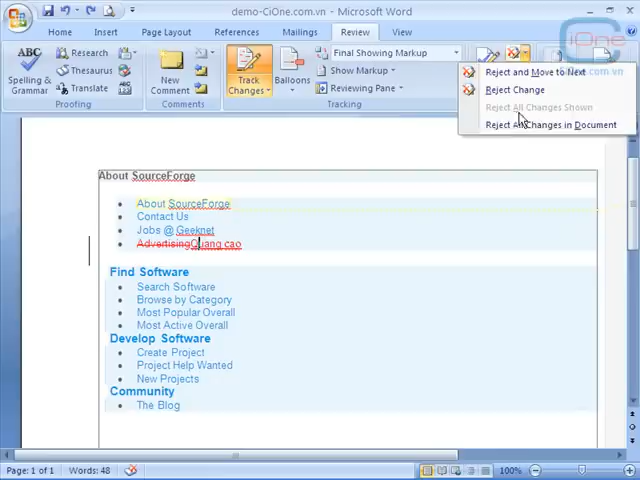 demo-CiOne.com.vn - Microsoft Word
Home Insert Page Layout References Mailings Review View
ABC
Spelling & Grammar
Research
Thesaurus
Proofing
New Comment
Comments
Track Changes
Balloons
Final Showing Markup
Show Markup
Reviewing Pane
Tracking
CiOne
.com.vn
Reject and Move to Next
Reject Change
Reject All Changes Shown
Reject All Changes in Document
About SourceForge
About SourceForge
Contact Us
Jobs @ Geeknet
AdvertisingQuang cao
Find Software
Search Software
Browse by Category
Most Popular Overall
Most Active Overall
Develop Software
Create Project
Project Help Wanted
New Projects
Community
The Blog
Page: 1 of 1 Words: 48 100%